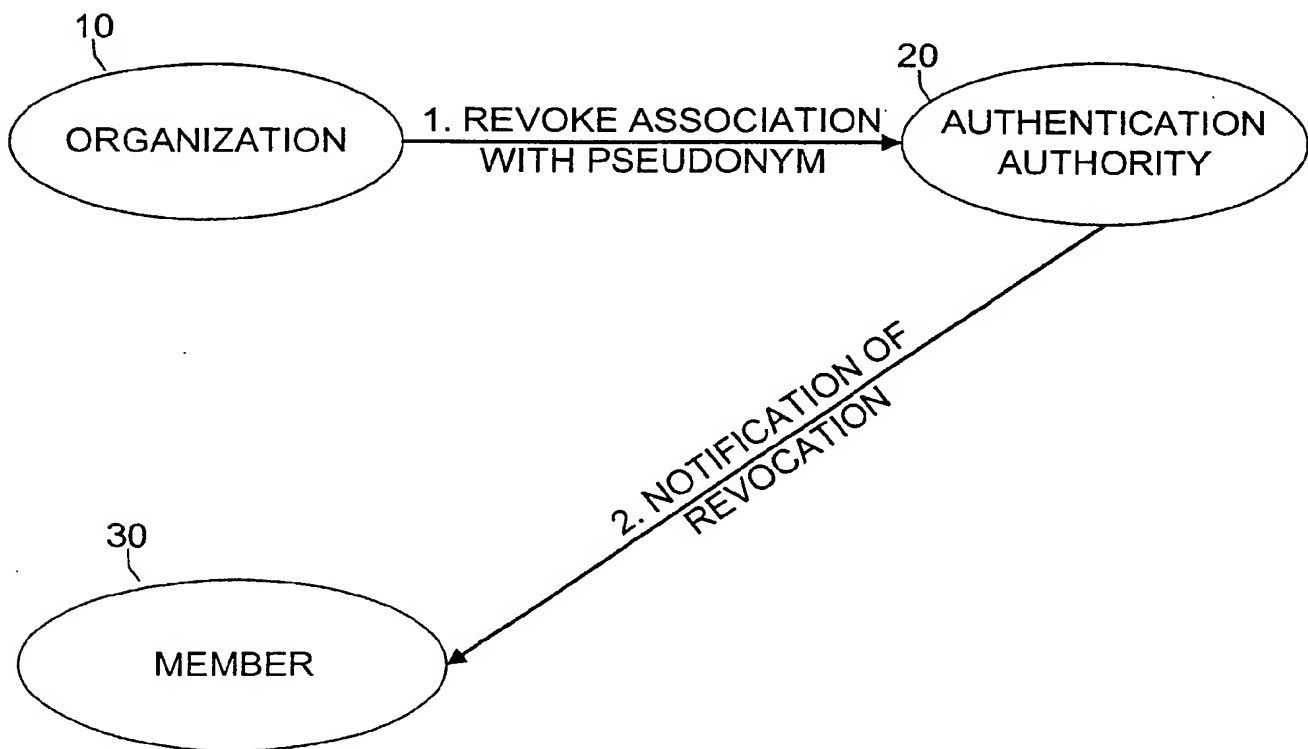 10
ORGANIZATION
1. REVOKE ASSOCIATION
WITH PSEUDONYM
20
AUTHENTICATION
AUTHORITY
2. NOTIFICATION OF
REVOCATION
30
MEMBER